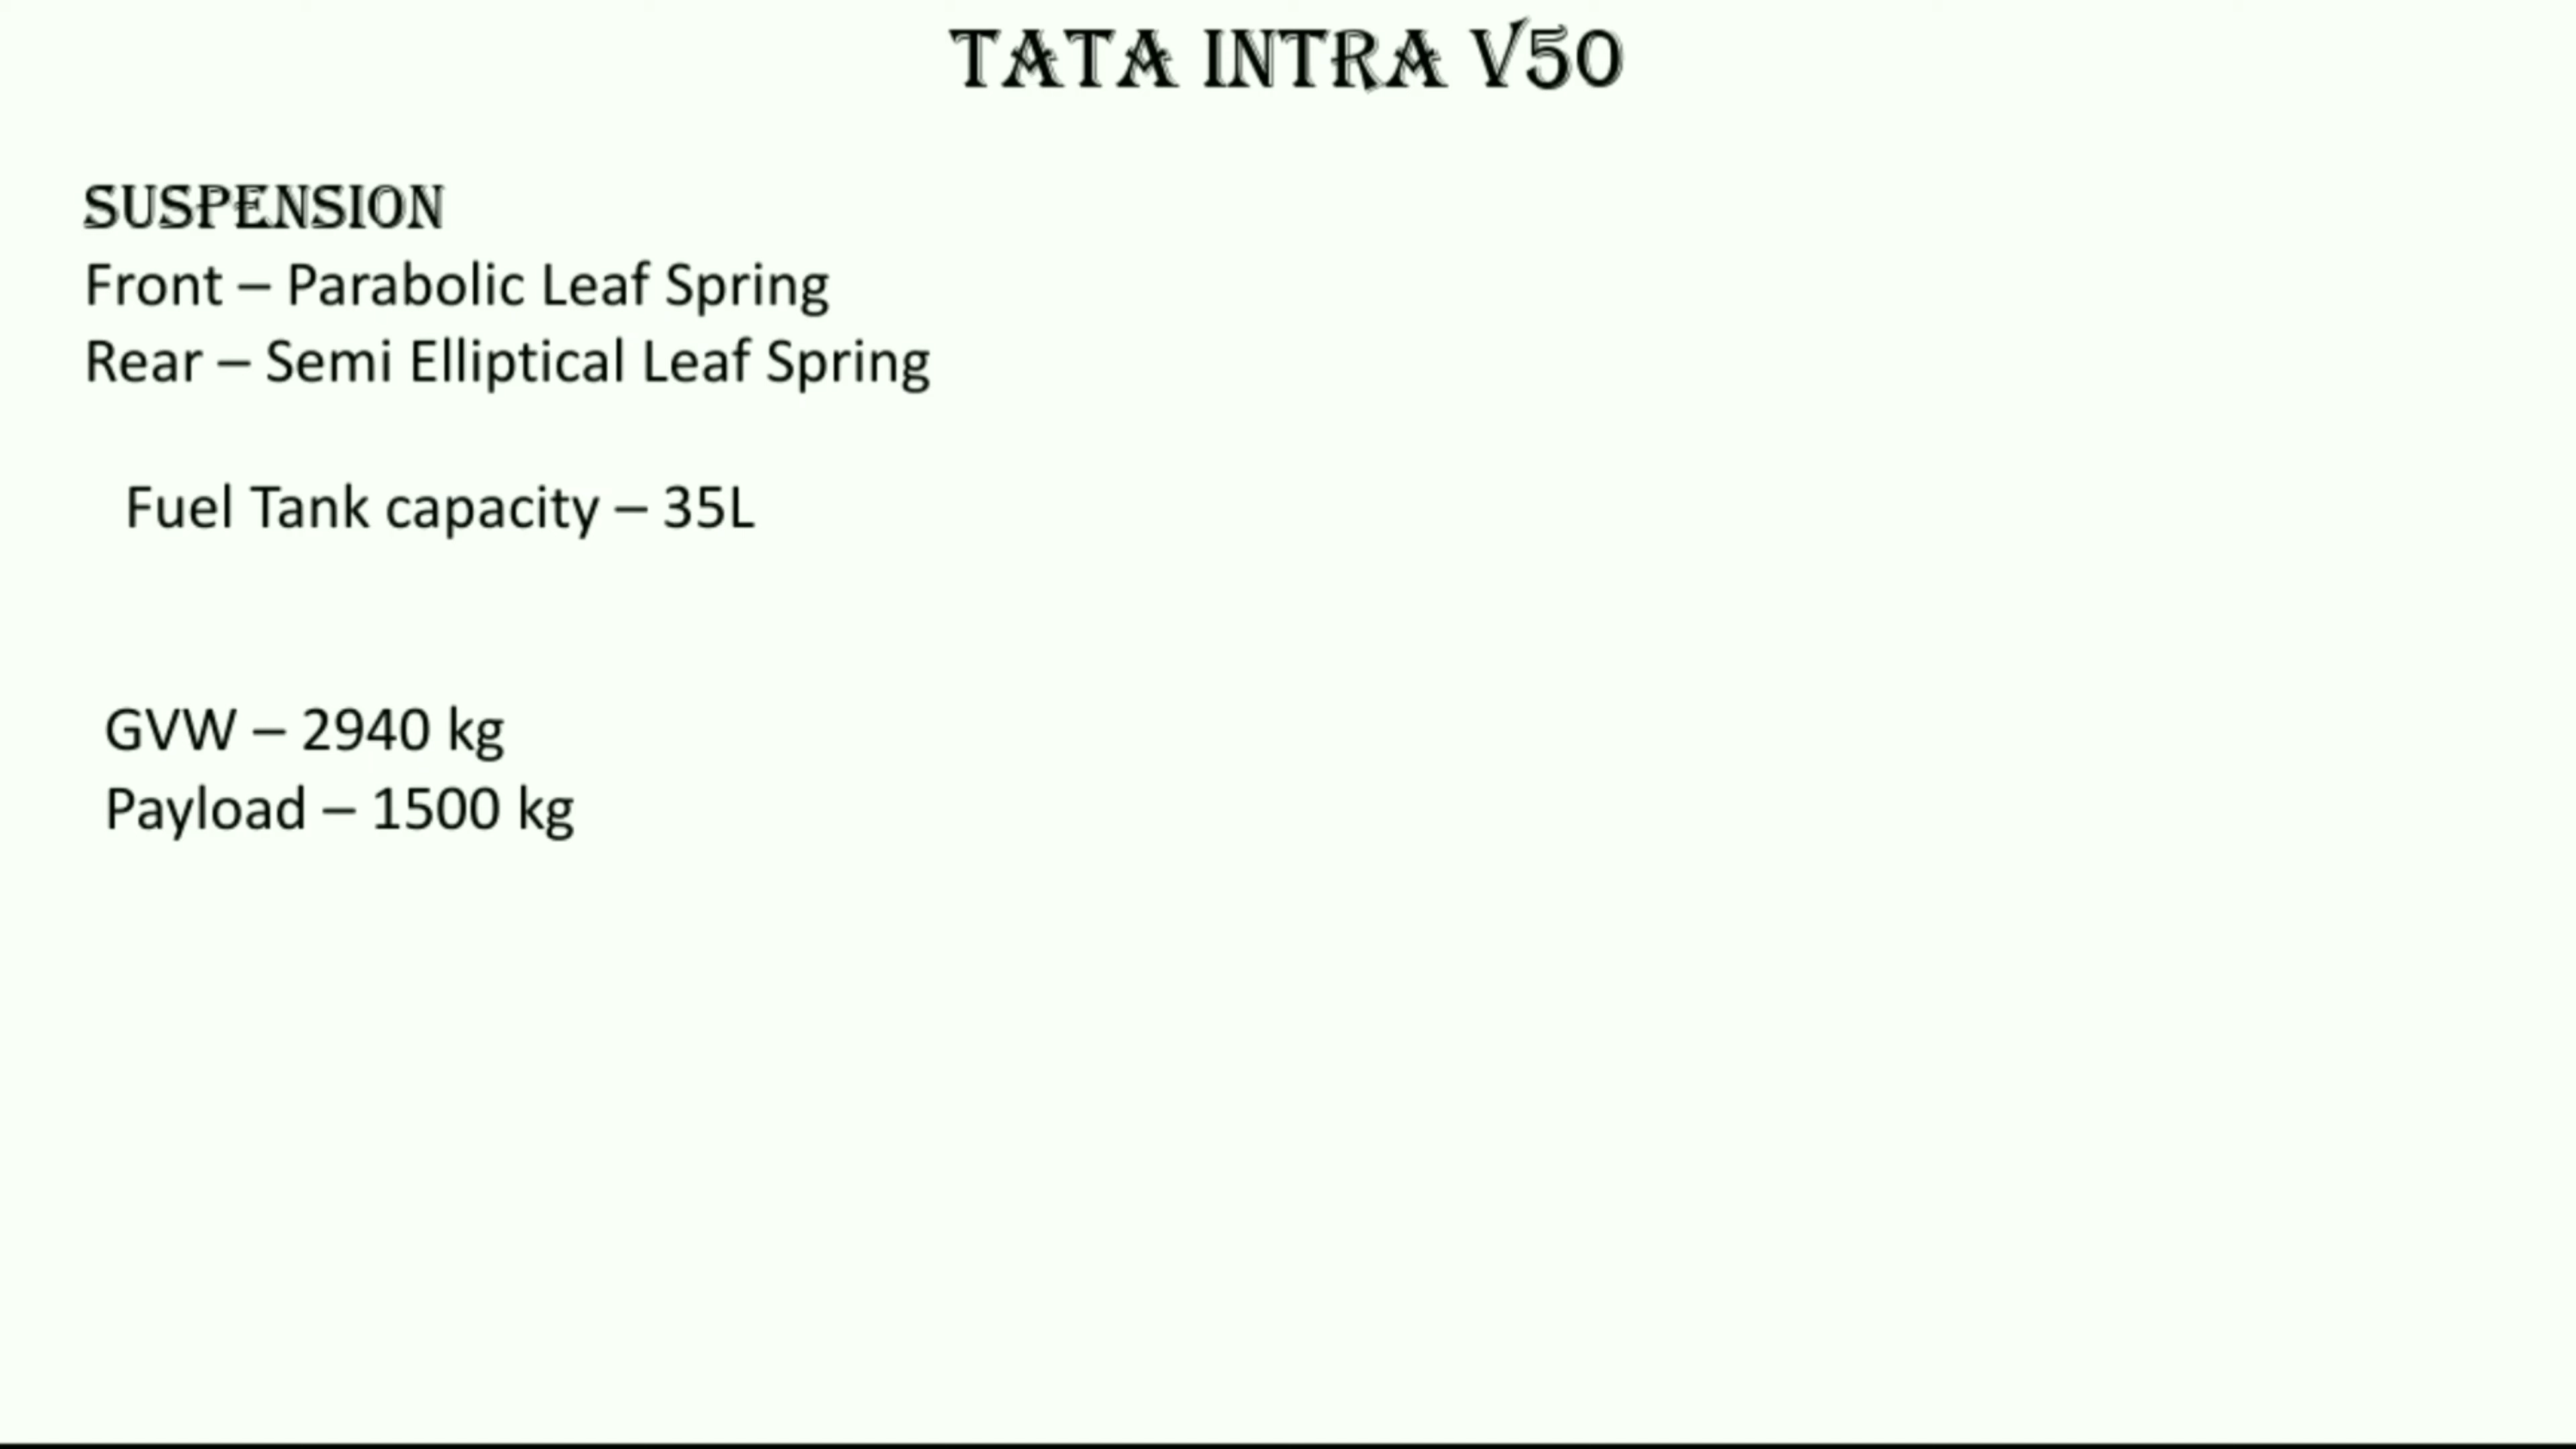 TATA INTRA V50
SUSPENSION
Front – Parabolic Leaf Spring
Rear – Semi Elliptical Leaf Spring
Fuel Tank capacity – 35L
GVW – 2940 kg
Payload – 1500 kg